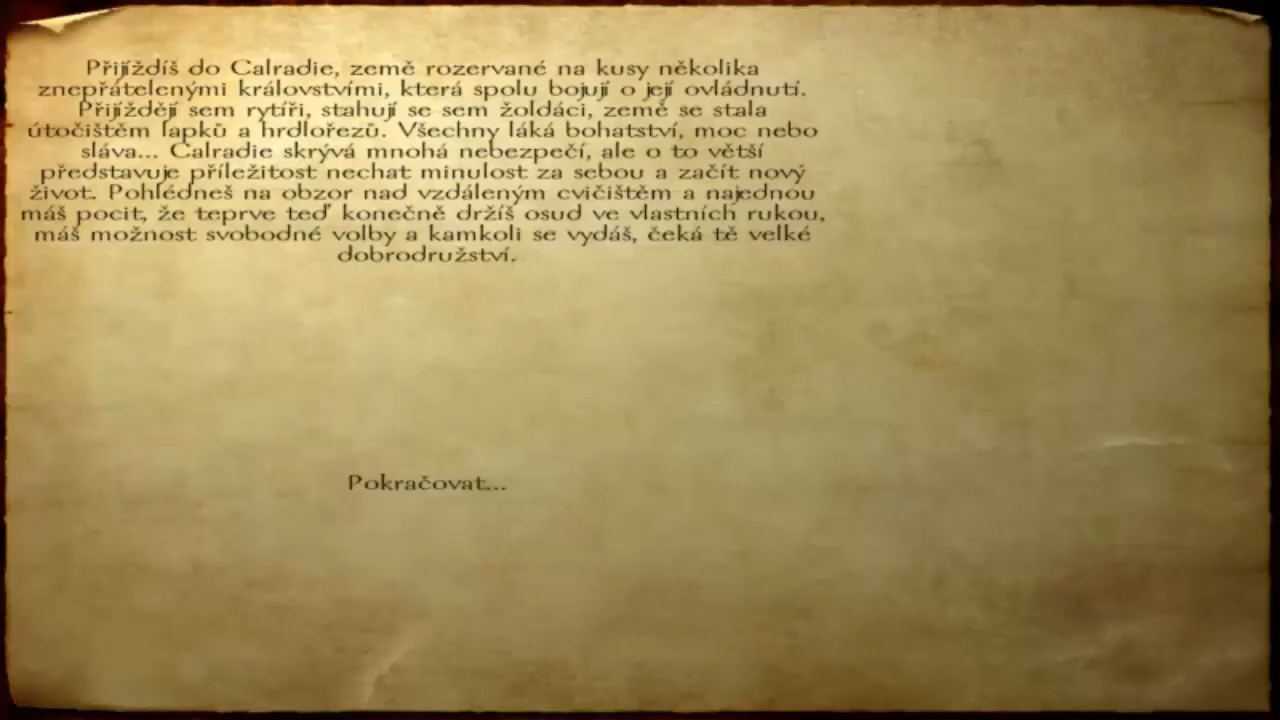 Přijíždíš do Calradie, země rozervané na kusy několika
znepřátelenými královstvími, která spolu bojují o její ovládnutí.
Přijíždějí sem rytíři, stahují se sem žoldáci, země se stala
útočištěm lapků a hrdlořezů. Všechny láká bohatství, moc nebo
sláva... Calradie skrývá mnohá nebezpečí, ale o to větší
představuje příležitost nechat minulost za sebou a začít nový
život. Pohlédneš na obzor nad vzdáleným cvičištěm a najednou
máš pocit, že teprve teď konečně držíš osud ve vlastních rukou,
máš možnost svobodné volby a kamkoli se vydáš, čeká tě velké
dobrodružství.
Pokračovat...